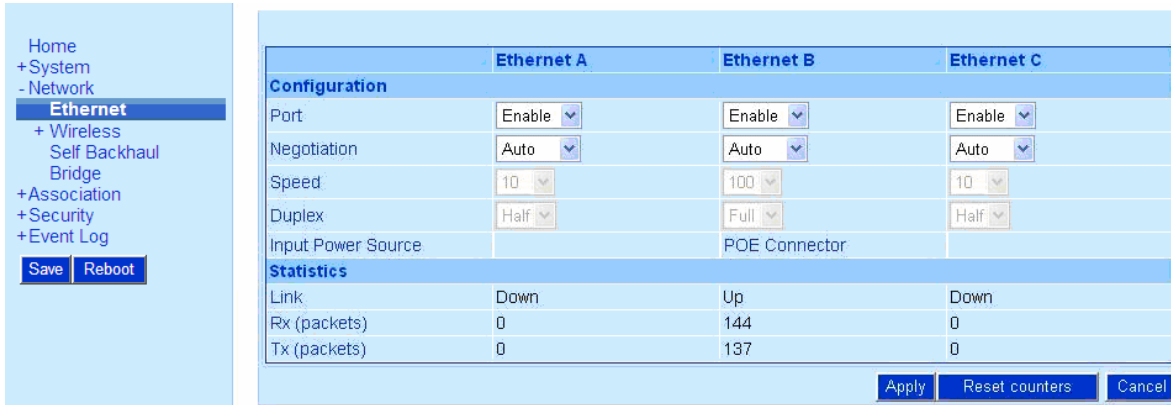 Home
+System
- Network
Ethernet
+ Wireless
Self Backhaul
Bridge
+Association
+Security
+Event Log
Save Reboot
Ethernet A Ethernet B Ethernet C
Configuration
Port Enable Enable Enable
Negotiation Auto Auto Auto
Speed 10 100 10
Duplex Half Full Half
Input Power Source POE Connector
Statistics
Link Down Up Down
Rx (packets) 0 144 0
Tx (packets) 0 137 0
Apply Reset counters Cancel